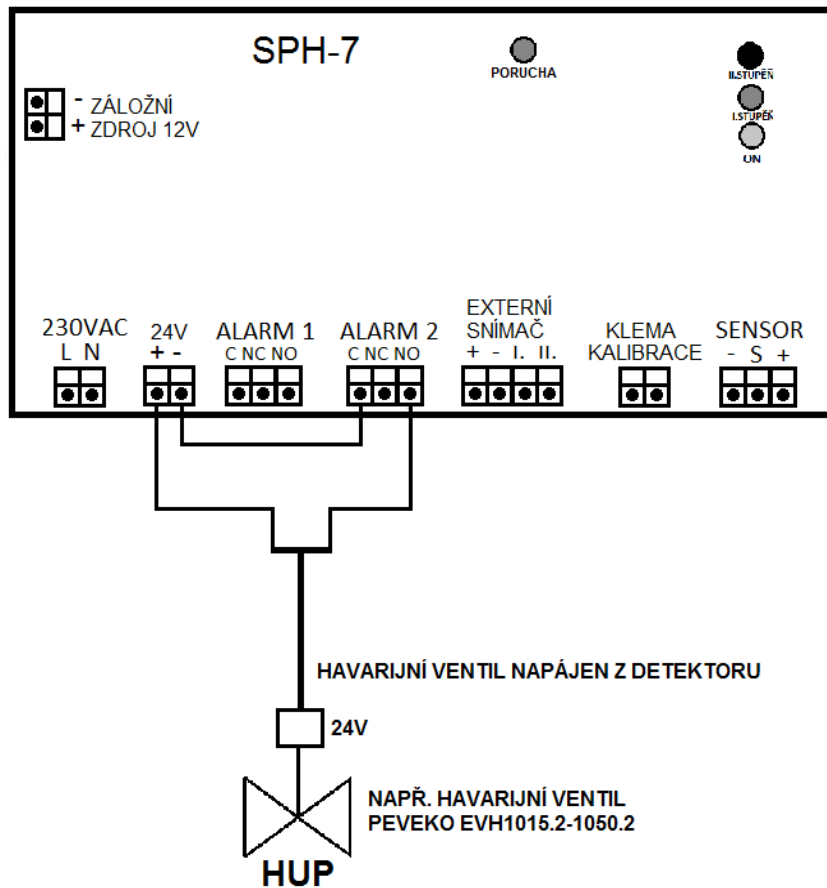 SPH-7
PORUCHA
II.STUPEŇ
I.STUPEŇ
ON
- ZÁLOŽNÍ
+ ZDROJ 12V
230VAC
L N
24V
+ -
ALARM 1
C NC NO
ALARM 2
C NC NO
EXTERNÍ
SNÍMAČ
+ - I. II.
KLEMA
KALIBRACE
SENSOR
- S +
HAVARIJNÍ VENTIL NAPÁJEN Z DETEKTORU
24V
NAPŘ. HAVARIJNÍ VENTIL
PEVEKO EVH1015.2-1050.2
HUP